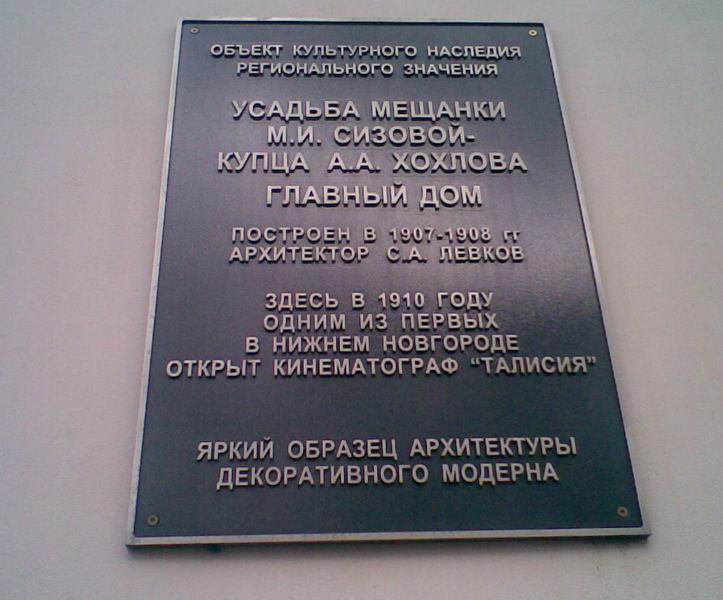 ОБЪЕКТ КУЛЬТУРНОГО НАСЛЕДИЯ
РЕГИОНАЛЬНОГО ЗНАЧЕНИЯ
УСАДЬБА МЕЩАНКИ
М.И. СИЗОВОЙ-
КУПЦА А.А. ХОХЛОВА
ГЛАВНЫЙ ДОМ
ПОСТРОЕН В 1907-1908 гг
АРХИТЕКТОР С.А. ЛЕВКОВ
ЗДЕСЬ В 1910 ГОДУ
ОДНИМ ИЗ ПЕРВЫХ
В НИЖНЕМ НОВГОРОДЕ
ОТКРЫТ КИНЕМАТОГРАФ “ТАЛИСИЯ”
ЯРКИЙ ОБРАЗЕЦ АРХИТЕКТУРЫ
ДЕКОРАТИВНОГО МОДЕРНА